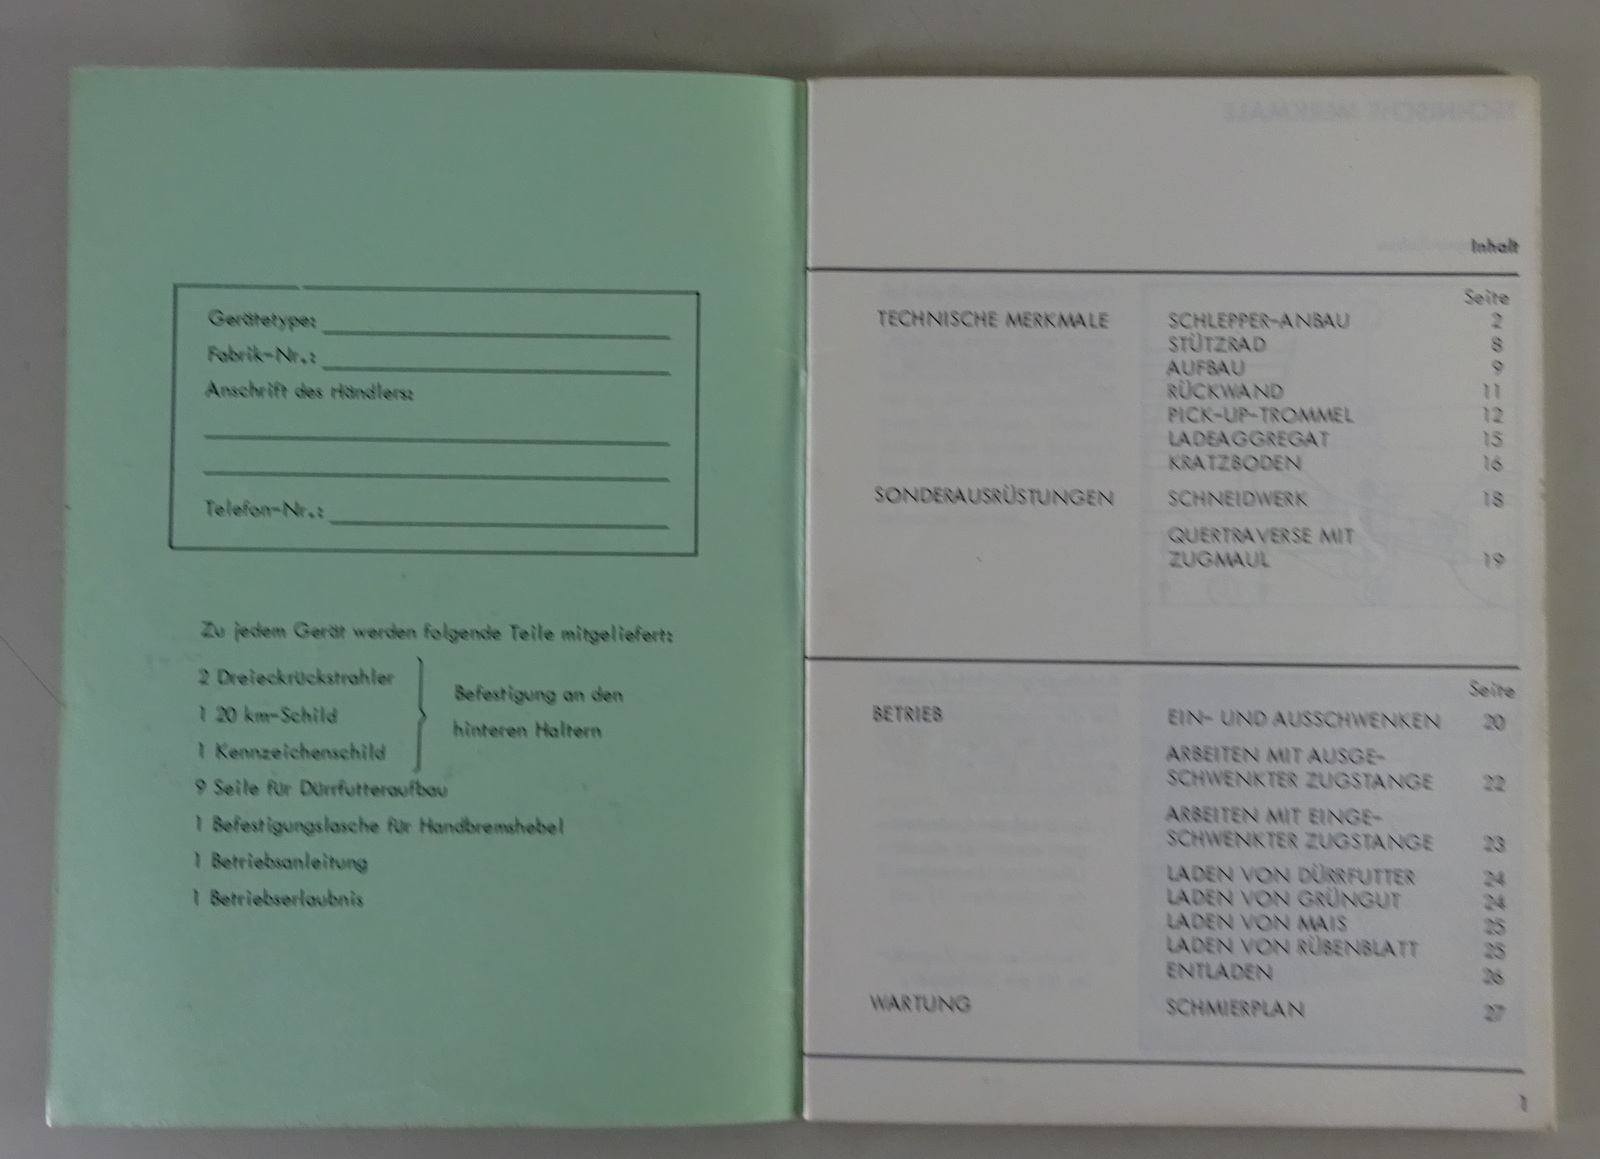 Gerätetype:
Fabrik-Nr.:
Anschrift des Händlers:
Telefon-Nr.:
Zu jedem Gerät werden folgende Teile mitgeliefert:
2 Dreieckrückstrahler
1 20 km-Schild
1 Kennzeichenschild
Befestigung an den
hinteren Haltern
9 Seile für Dürrfutteraufbau
1 Befestigungslasche für Handbremshebel
1 Betriebsanleitung
1 Betriebserlaubnis
TECHNISCHE MERKMALE
Inhalt
Seite
TECHNISCHE MERKMALE SCHLEPPER-ANBAU 2
STÜTZRAD 8
AUFBAU 9
RÜCKWAND 11
PICK-UP-TROMMEL 12
LADEAGGREGAT 15
KRATZBODEN 16
SONDERAUSRÜSTUNGEN SCHNEIDWERK 18
QUERTRAVERSE MIT
ZUGMAUL 19
Seite
BETRIEB EIN- UND AUSSCHWENKEN 20
ARBEITEN MIT AUSGE-
SCHWENKTER ZUGSTANGE 22
ARBEITEN MIT EINGE-
SCHWENKTER ZUGSTANGE 23
LADEN VON DÜRRFUTTER 24
LADEN VON GRÜNGUT 24
LADEN VON MAIS 25
LADEN VON RÜBENBLATT 25
ENTLADEN 26
WARTUNG SCHMIERPLAN 27
1